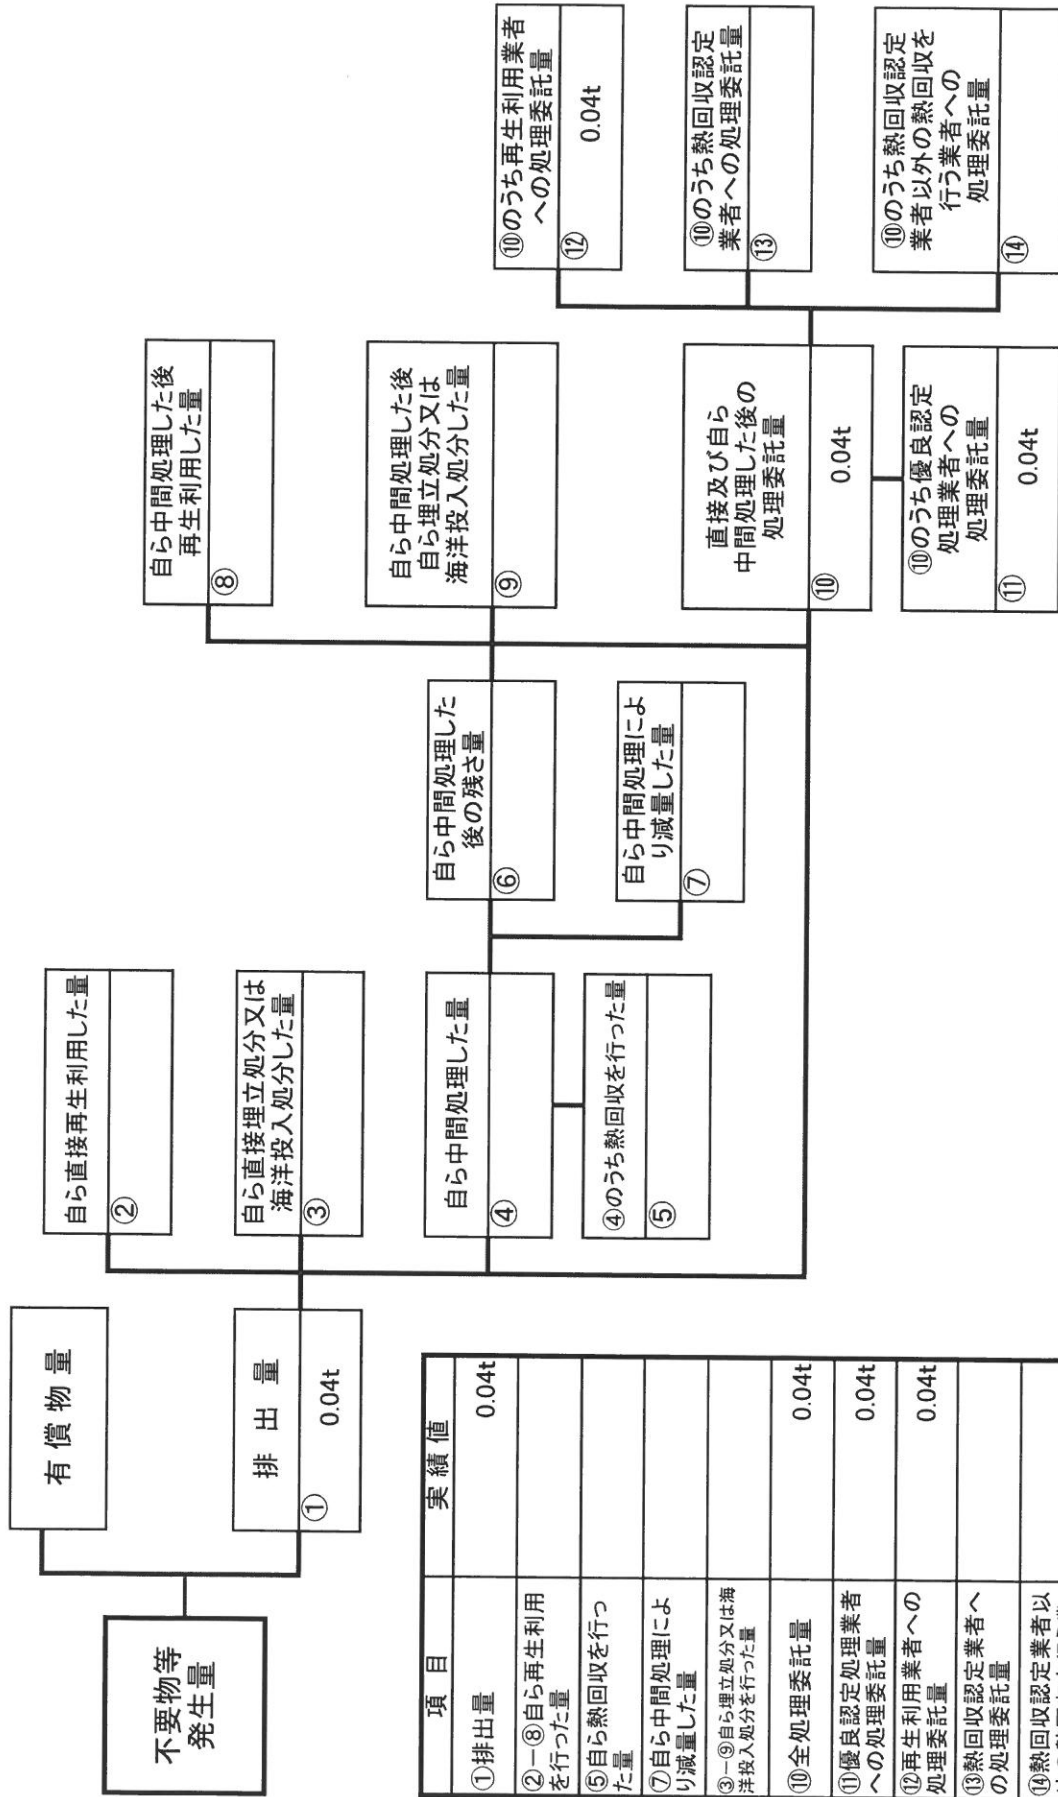 不要物等
発生量
有償物量
排出量
①
0.04t
自ら直接再生利用した量
②
自ら直接埋立処分又は
海洋投入処分した量
③
自ら中間処理した量
④
④のうち熱回収を行った量
⑤
自ら中間処理した
後の残さ量
⑥
自ら中間処理によ
り減量した量
⑦
自ら中間処理した後
再生利用した量
⑧
自ら中間処理した後
自ら埋立処分又は
海洋投入処分した量
⑨
直接及び自ら
中間処理した後の
処理委託量
⑩
0.04t
⑩のうち優良認定
処理業者への
処理委託量
⑪
0.04t
⑩のうち再生利用業者
への処理委託量
⑫
0.04t
⑩のうち熱回収認定
業者への処理委託量
⑬
⑩のうち熱回収認定
業者以外の熱回収を
行う業者への
処理委託量
⑭
項目 実績値
①排出量 0.04t
②ー⑧自ら再生利用
を行った量
⑤自ら熱回収を行っ
た量
⑦自ら中間処理によ
り減量した量
③ー⑨自ら埋立処分又は海
洋投入処分を行った量
⑩全処理委託量 0.04t
⑪優良認定処理業者
への処理委託量 0.04t
⑫再生利用業者への
処理委託量 0.04t
⑬熱回収認定業者へ
の処理委託量
⑭熱回収認定業者以